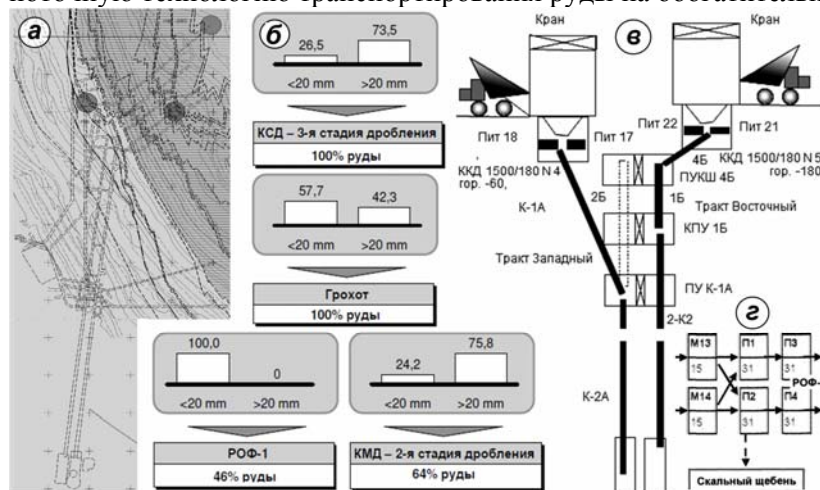 а
б
26,5
73,5
<20 mm
>20 mm
КСД – 3-я стадия дробления
100% руды
57,7
42,3
<20 mm
>20 mm
Грохот
100% руды
100,0
0
<20 mm
>20 mm
РОФ-1
46% руды
24,2
75,8
<20 mm
>20 mm
КМД – 2-я стадия дробления
64% руды
в
Кран
Кран
Пит 18
Пит 17
Пит 22
Пит 21
ККД 1500/180 N 4
гор. -60,
ККД 1500/180 N 5
гор. -180
4Б
ПУКШ 4Б
2Б
1Б
К-1А
Тракт Восточный
КПУ 1Б
Тракт Западный
ПУ К-1А
2-К2
К-2А
г
М13
15
П1
31
П3
31
РОФ-
М14
15
П2
31
П4
31
Скальный щебень